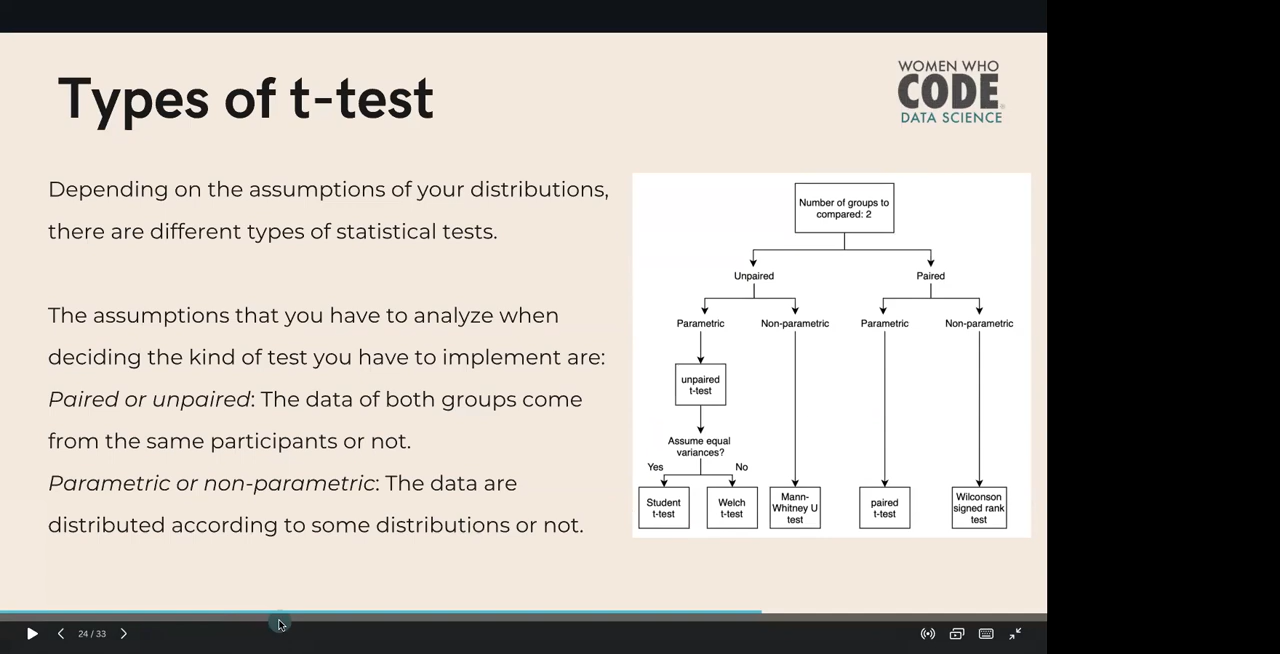 Types of t-test
WOMEN WHO
CODE
DATA SCIENCE
Depending on the assumptions of your distributions,
there are different types of statistical tests.
The assumptions that you have to analyze when
deciding the kind of test you have to implement are:
Paired or unpaired: The data of both groups come
from the same participants or not.
Parametric or non-parametric: The data are
distributed according to some distributions or not.
Number of groups to
compared: 2
Unpaired
Paired
Parametric
Non-parametric
Parametric
Non-parametric
unpaired
t-test
Assume equal
variances?
Yes
No
Student
t-test
Welch
t-test
Mann-
Whitney U
test
paired
t-test
Wilconson
signed rank
test
24 / 33